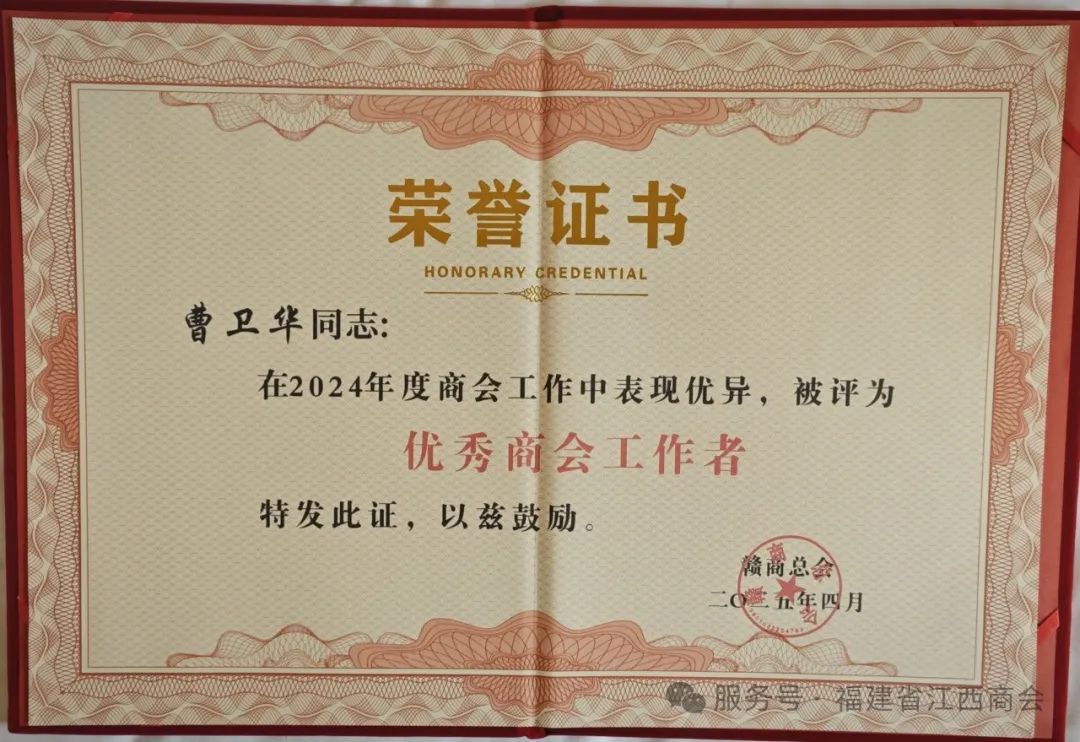 荣誉证书
HONORARY CREDENTIAL
曹卫华同志:
在2024年度商会工作中表现优异，被评为
优秀商会工作者
特发此证，以兹鼓励。
赣商总会
二〇二五年四月
服务号·福建省江西商会